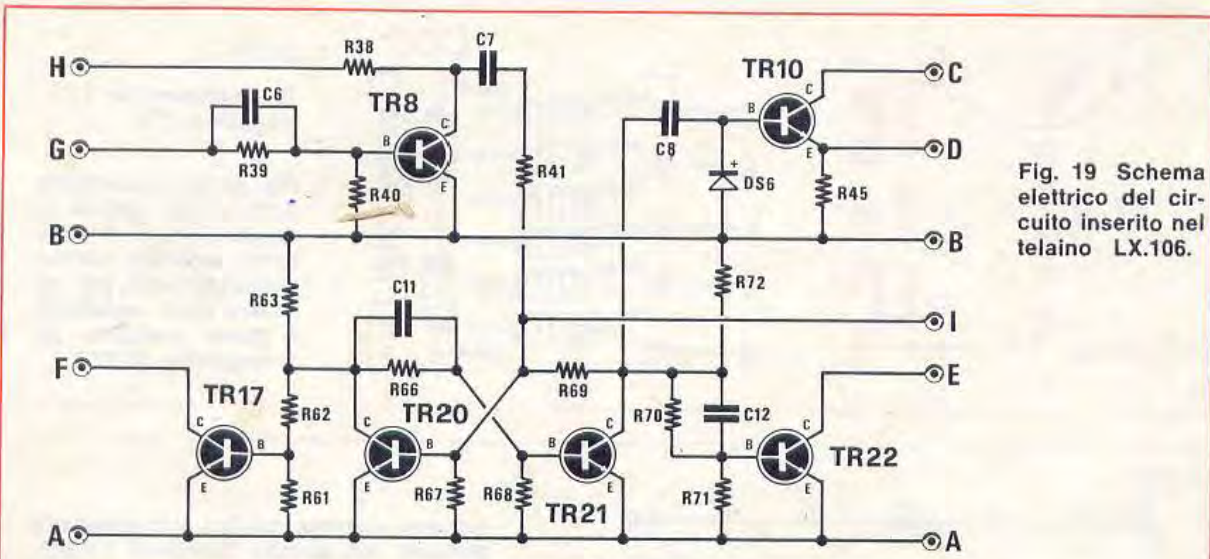 R38
C7
TR10
H
C
C6
TR8
C
B
C
B
C8
E
D
G
R39
E
R40
R41
DS6
+
R45
B
B
R63
C11
R72
I
F
TR17
R66
R69
E
TR20
C
R62
C
R70
C12
C
C
B
B
B
B
TR22
E
R61
E
R67
R68
E
TR21
R71
E
A
A
Fig. 19 Schema
elettrico del cir-
cuito inserito nel
telaino LX.106.